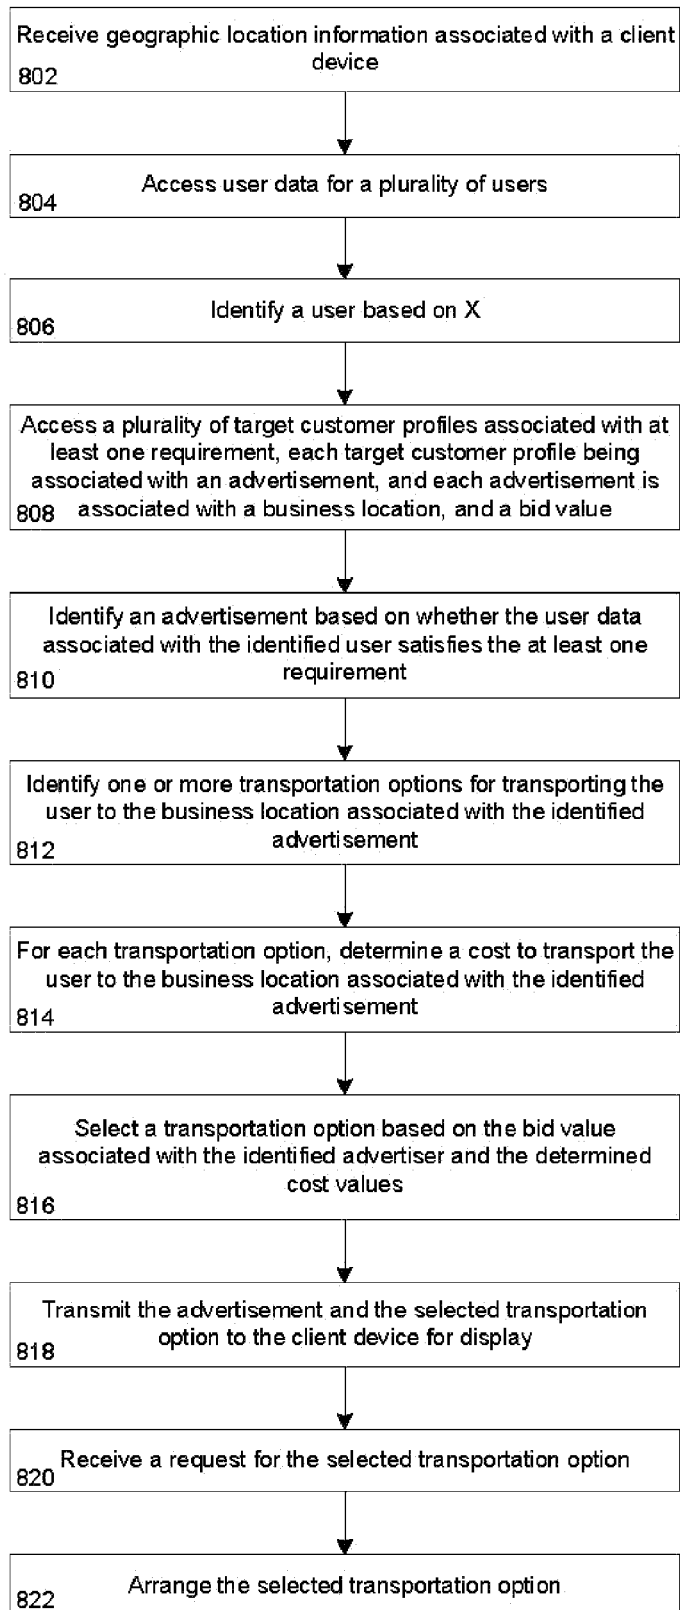 Receive geographic location information associated with a client
device
802
Access user data for a plurality of users
804
Identify a user based on X
806
Access a plurality of target customer profiles associated with at
least one requirement, each target customer profile being
associated with an advertisement, and each advertisement is
associated with a business location, and a bid value
808
Identify an advertisement based on whether the user data
associated with the identified user satisfies the at least one
requirement
810
Identify one or more transportation options for transporting the
user to the business location associated with the identified
advertisement
812
For each transportation option, determine a cost to transport the
user to the business location associated with the identified
advertisement
814
Select a transportation option based on the bid value
associated with the identified advertiser and the determined
cost values
816
Transmit the advertisement and the selected transportation
option to the client device for display
818
Receive a request for the selected transportation option
820
Arrange the selected transportation option
822